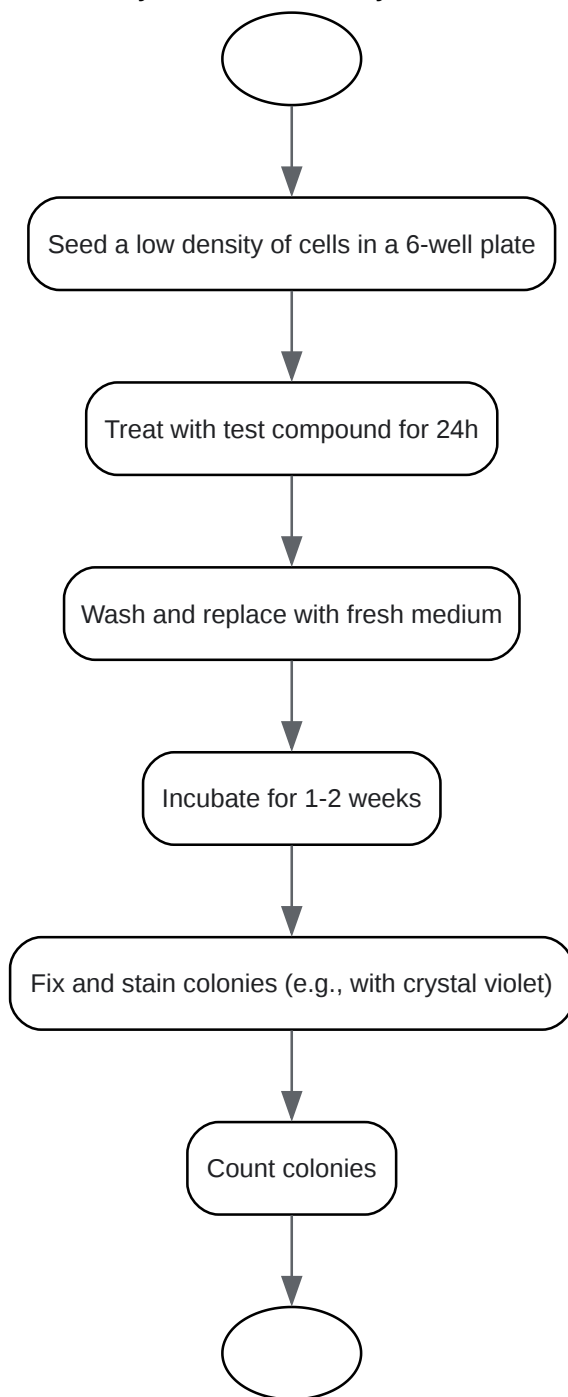 Seed a low density of cells in a 6-well plate
Treat with test compound for 24h
Wash and replace with fresh medium
Incubate for 1-2 weeks
Fix and stain colonies (e.g., with crystal violet)
Count colonies